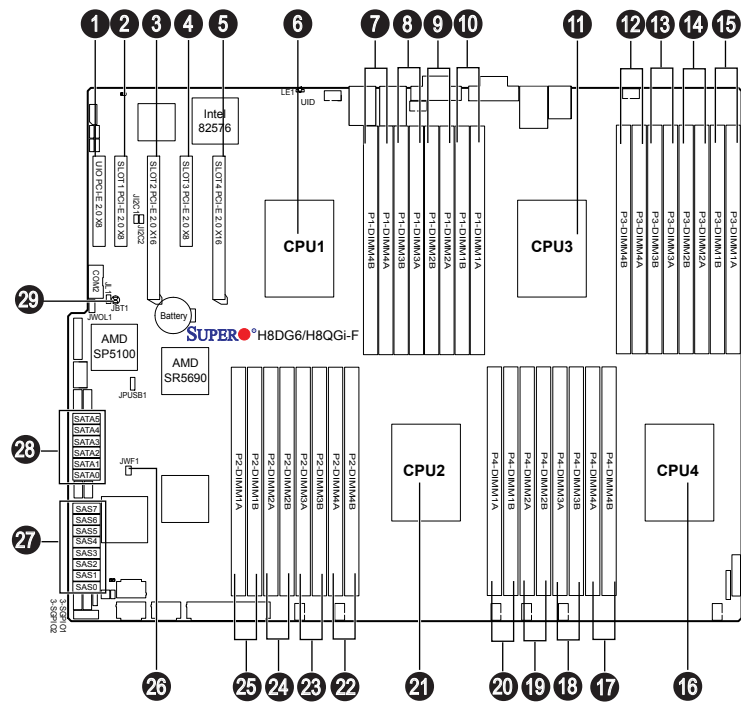 1 2 3 4 5 6 7 8 9 10 11 12 13 14 15
LE1
UID
Intel
82576
UIO PCI-E 2.0 X8
SLOT1 PCI-E 2.0 X8
SLOT2 PCI-E 2.0 X16
SLOT3 PCI-E 2.0 X8
SLOT4 PCI-E 2.0 X16
JI2C1
JI2C2
CPU1
P1-DIMM4B
P1-DIMM4A
P1-DIMM3B
P1-DIMM3A
P1-DIMM2B
P1-DIMM2A
P1-DIMM1B
P1-DIMM1A
CPU3
P3-DIMM4B
P3-DIMM4A
P3-DIMM3B
P3-DIMM3A
P3-DIMM2B
P3-DIMM2A
P3-DIMM1B
P3-DIMM1A
COM2
JL1
29
JBT1
JWOL1
Battery
SUPER H8DG6/H8QGi-F
AMD
SP5100
AMD
SR5690
JPUSB1
28
SATA5
SATA4
SATA3
SATA2
SATA1
SATA0
JWF1
27
SAS7
SAS6
SAS5
SAS4
SAS3
SAS2
SAS1
SAS0
3-SGPIO1
3-SGPIO2
P2-DIMM1A
P2-DIMM1B
P2-DIMM2A
P2-DIMM2B
P2-DIMM3A
P2-DIMM3B
P2-DIMM4A
P2-DIMM4B
CPU2
P4-DIMM1A
P4-DIMM1B
P4-DIMM2A
P4-DIMM2B
P4-DIMM3A
P4-DIMM3B
P4-DIMM4A
P4-DIMM4B
CPU4
26 25 24 23 22 21 20 19 18 17 16